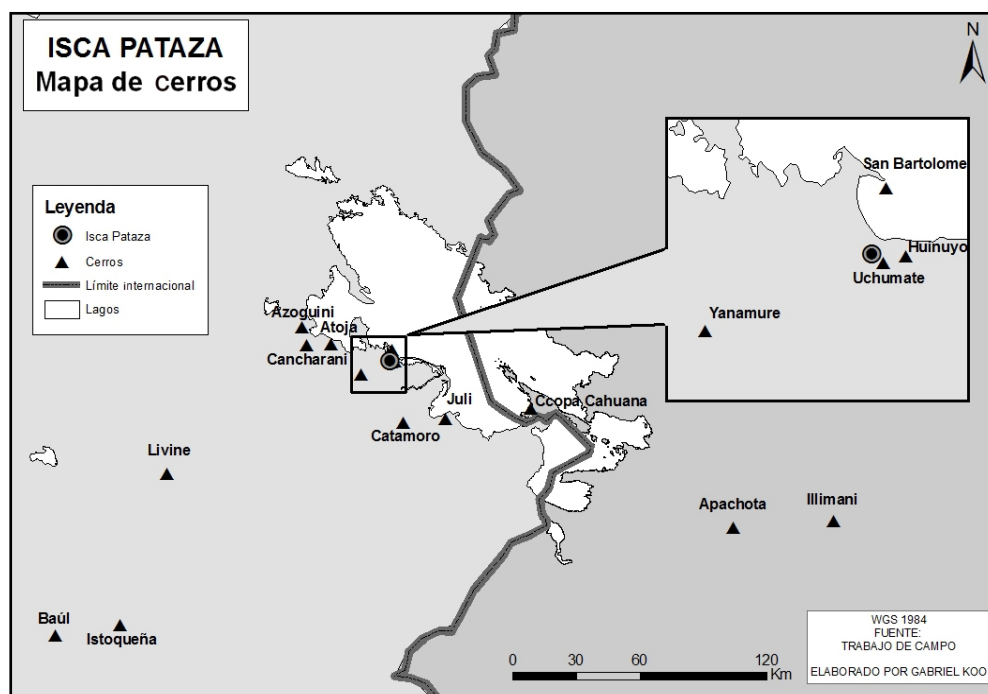 ISCA PATAZA
Mapa de cerros
N
Leyenda
Isca Pataza
Cerros
Límite internacional
Lagos
San Bartolome
Huinuyo
Uchumate
Yanamure
Azoguini
Atoja
Cancharani
Juli
Ccopa Cahuana
Catamoro
Livine
Apachota
Illimani
Baúl
Istoqueña
0 30 60 120
Km
WGS 1984
FUENTE:
TRABAJO DE CAMPO
ELABORADO POR GABRIEL KOO